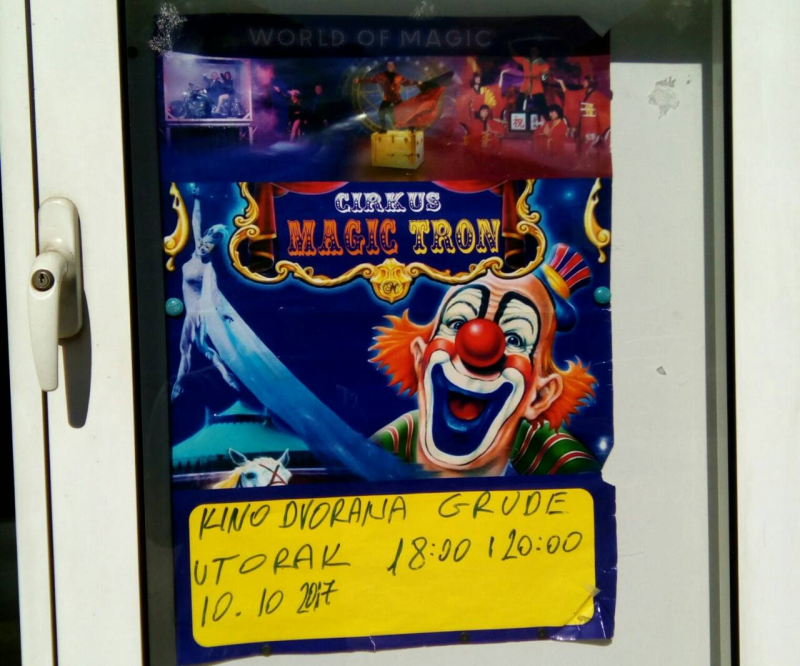 WORLD OF MAGIC
CIRKUS
MAGIC TRON
KINO DVORANA GRUDE
UTORAK 18:00 I 20:00
10.10 2017